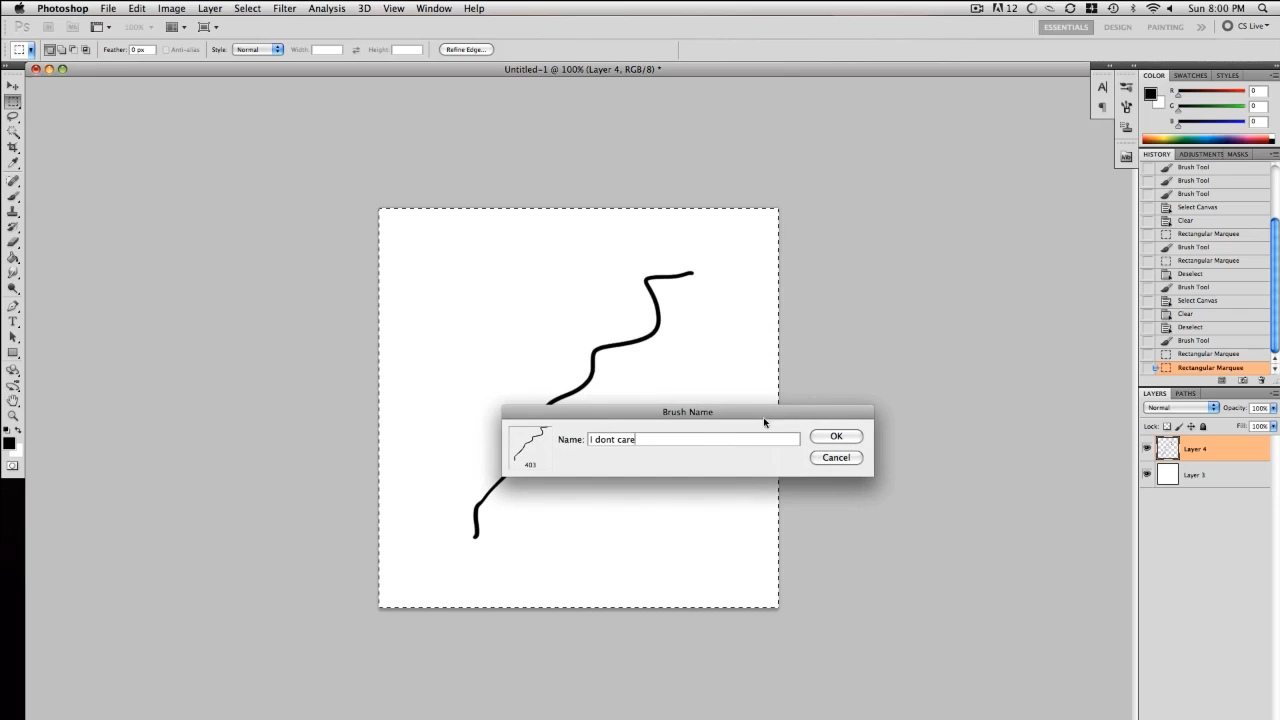 Photoshop File Edit Image Layer Select Filter Analysis 3D View Window Help 12 Sun 8:00 PM
Ps 100% ESSENTIALS DESIGN PAINTING CS Live
Feather: 0 px Anti-alias Style: Normal Width: Height: Refine Edge...
Untitled-1 @ 100% (Layer 4, RGB/8) *
COLOR SWATCHES STYLES
R 0
G 0
B 0
HISTORY ADJUSTMENTS MASKS
Brush Tool
Brush Tool
Brush Tool
Select Canvas
Clear
Rectangular Marquee
Brush Tool
Rectangular Marquee
Deselect
Brush Tool
Select Canvas
Clear
Deselect
Brush Tool
Rectangular Marquee
Rectangular Marquee
LAYERS PATHS
Normal Opacity: 100%
Lock: Fill: 100%
Layer 4
Layer 3
Brush Name
Name: I dont care OK
403 Cancel